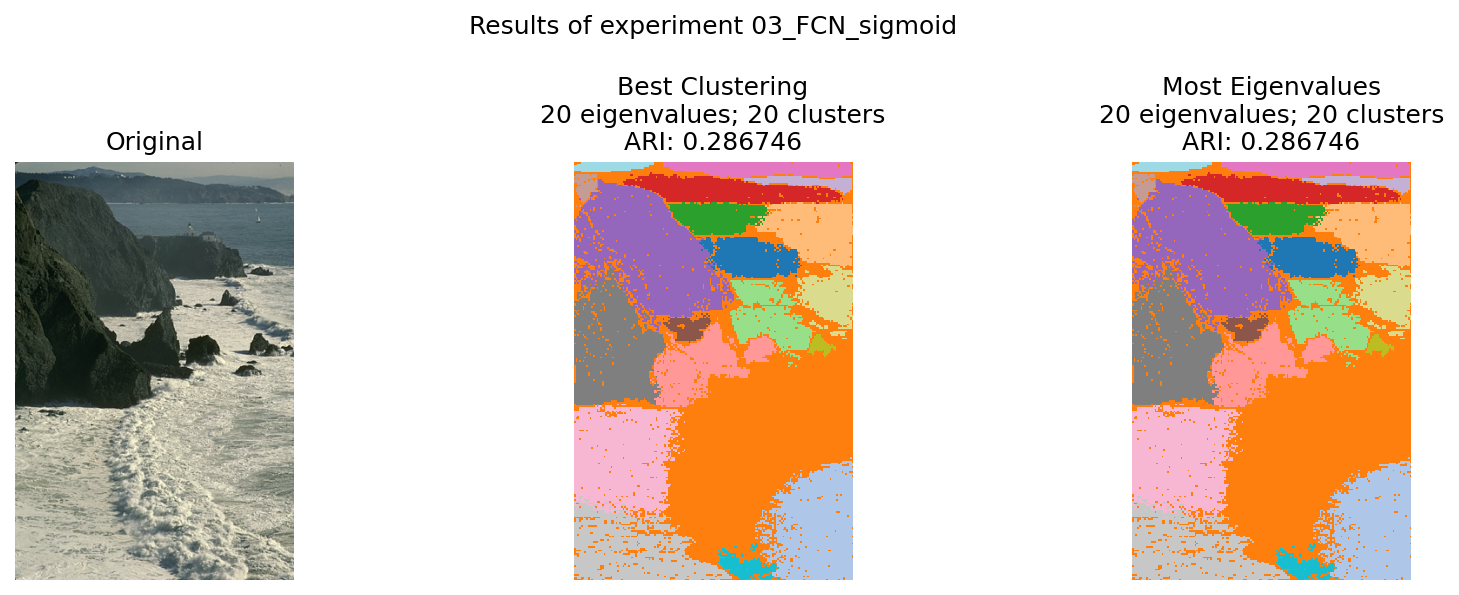 Results of experiment 03_FCN_sigmoid
Original
Best Clustering
20 eigenvalues; 20 clusters
ARI: 0.286746
Most Eigenvalues
20 eigenvalues; 20 clusters
ARI: 0.286746